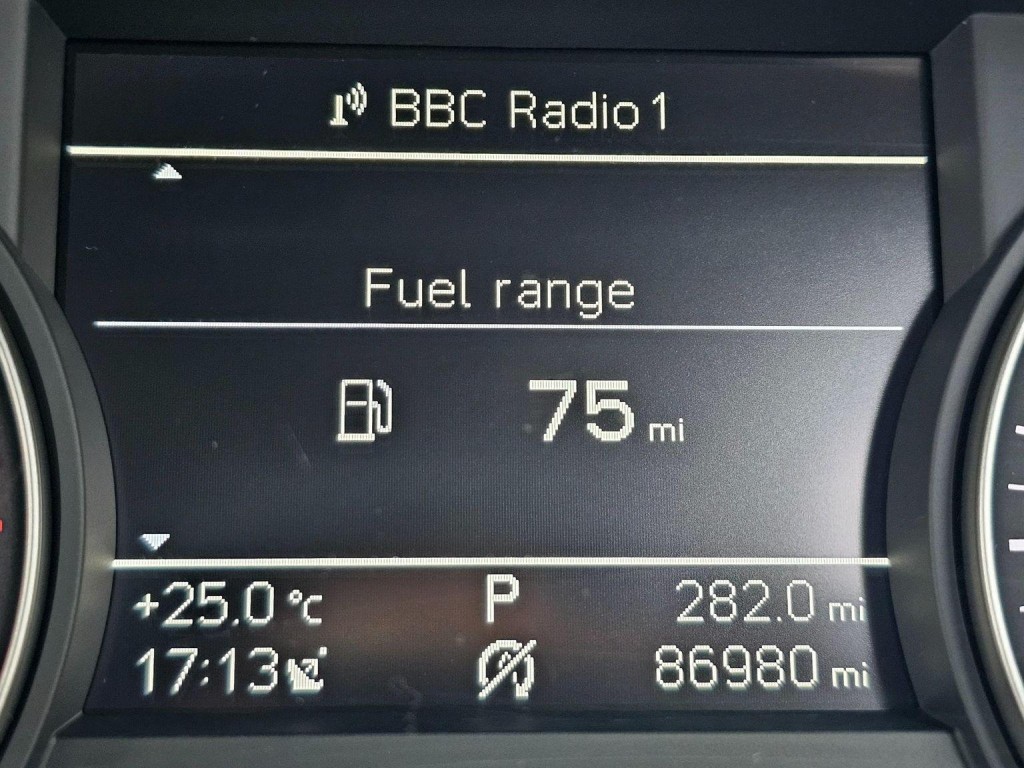 BBC Radio 1
Fuel range
75 mi
+25.0 °C P 282.0 mi
17:13 86980 mi